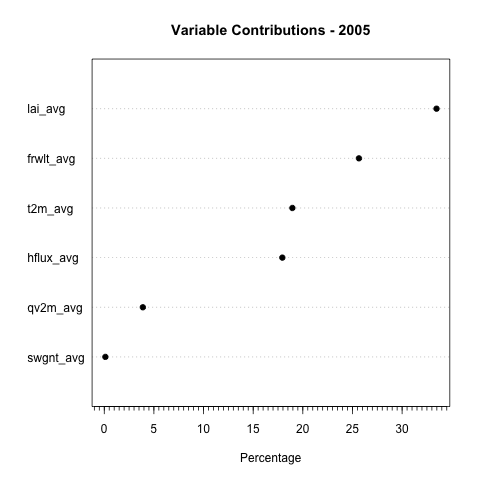 Variable Contributions - 2005
lai_avg
frwlt_avg
t2m_avg
hflux_avg
qv2m_avg
swgnt_avg
0 5 10 15 20 25 30
Percentage